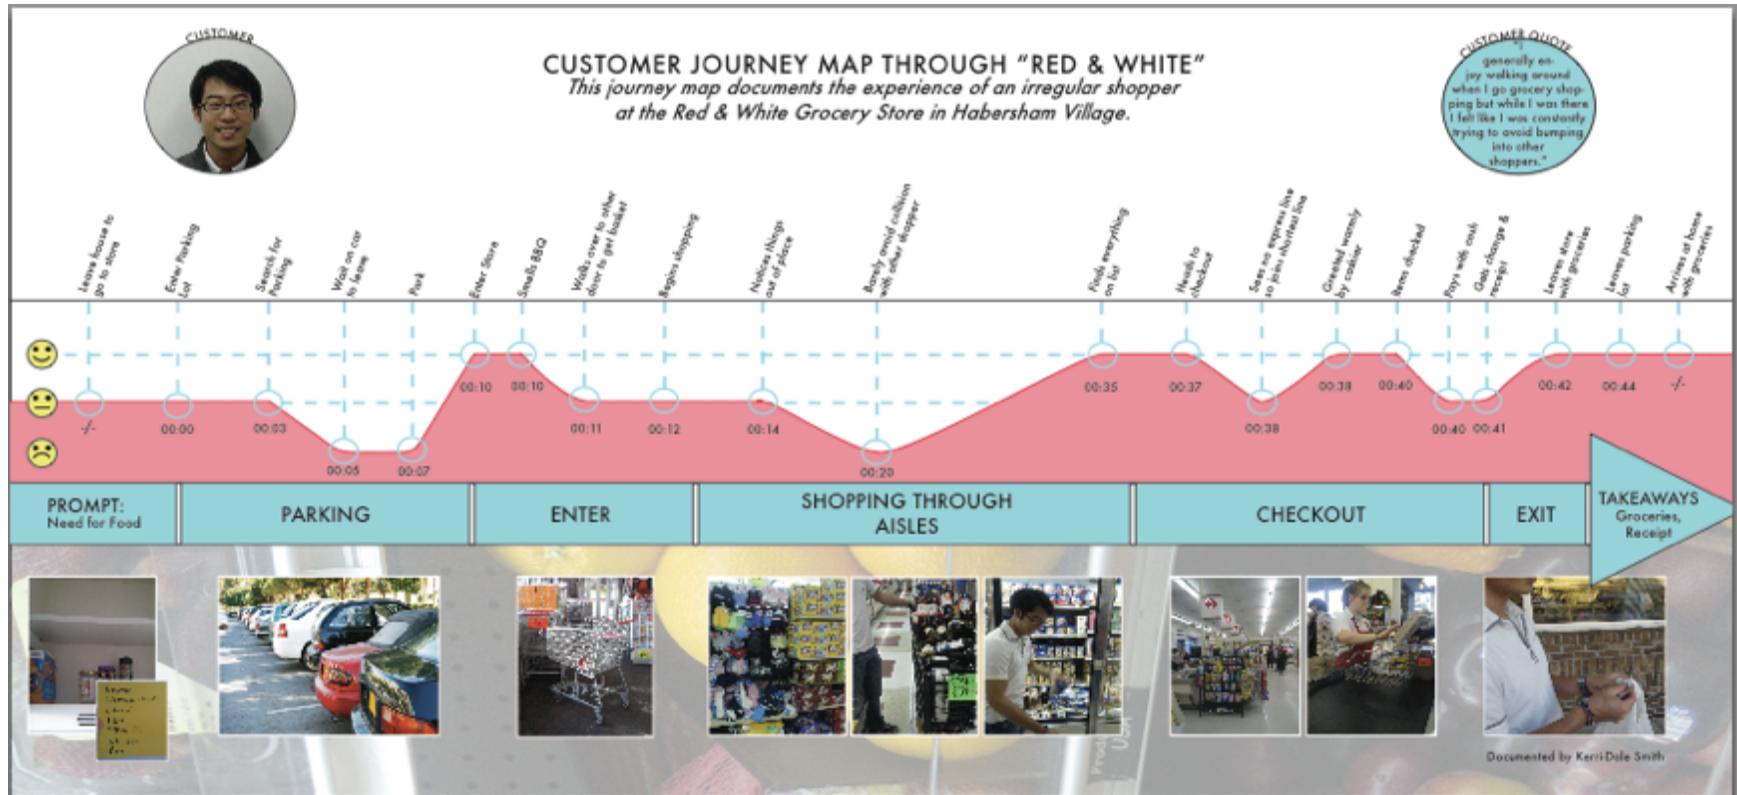 CUSTOMER
CUSTOMER JOURNEY MAP THROUGH “RED & WHITE”
This journey map documents the experience of an irregular shopper
at the Red & White Grocery Store in Habersham Village.
CUSTOMER QUOTE
"I
generally en-
joy walking around
when I go grocery shop-
ping but while I was there
I felt like I was constantly
trying to avoid bumping
into other
shoppers."
Leave house to
go to store
Enter Parking
Lot
Search for
Parking
Wait on car
to leave
Park
Enter Store
Smells BBQ
Walks over to other
door to get basket
Begins shopping
Notices things
out of place
Barely avoid collision
with other shopper
Finds everything
on list
Heads to
checkout
Sees no express line
so joins shortest line
Greeted warmly
by cashier
Items checked
Pays with cash
Gets change &
receipt
Leaves store
with groceries
Leaves parking
lot
Arrives at home
with groceries
-/-
00:00
00:03
00:05
00:07
00:10
00:10
00:11
00:12
00:14
00:20
00:35
00:37
00:38
00:38
00:40
00:40
00:41
00:42
00:44
-/-
PROMPT:
Need for Food
PARKING
ENTER
SHOPPING THROUGH
AISLES
CHECKOUT
EXIT
TAKEAWAYS
Groceries,
Receipt
Documented by Kerri-Dale Smith